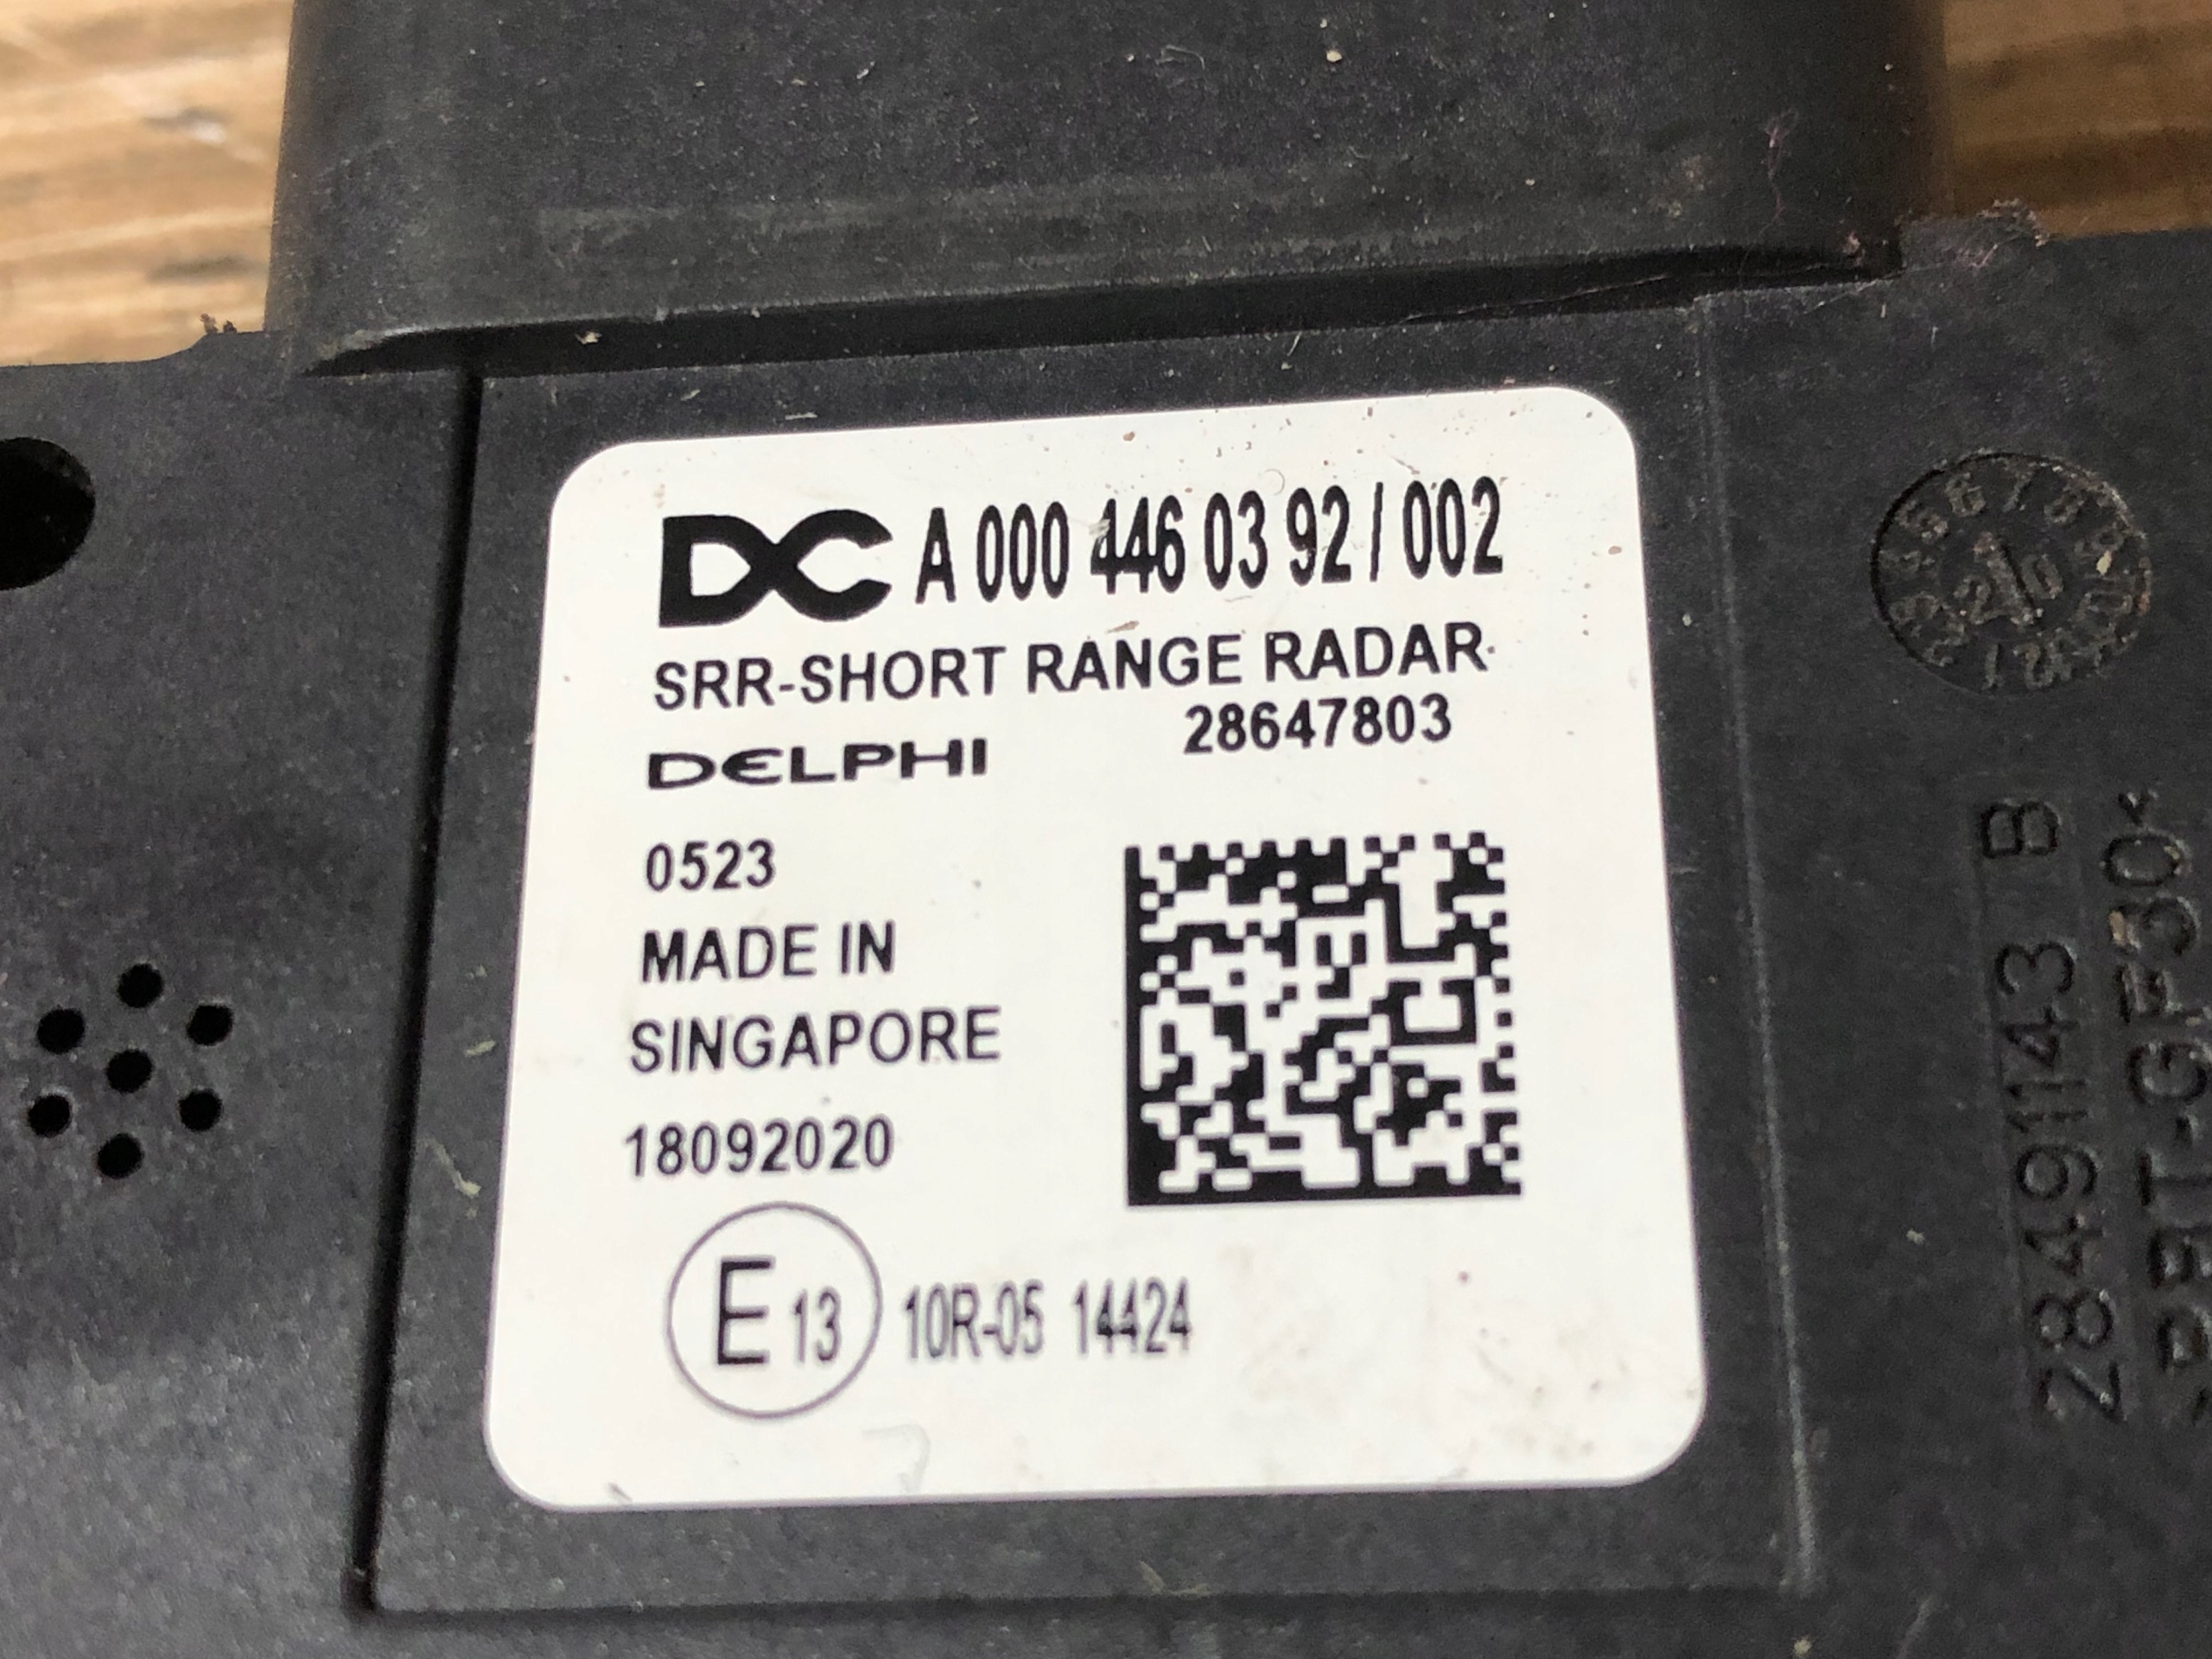 DC A 000 446 03 92 / 002
SRR-SHORT RANGE RADAR
DELPHI 28647803
0523
MADE IN
SINGAPORE
18092020
E 13 10R-05 14424
28491143 B